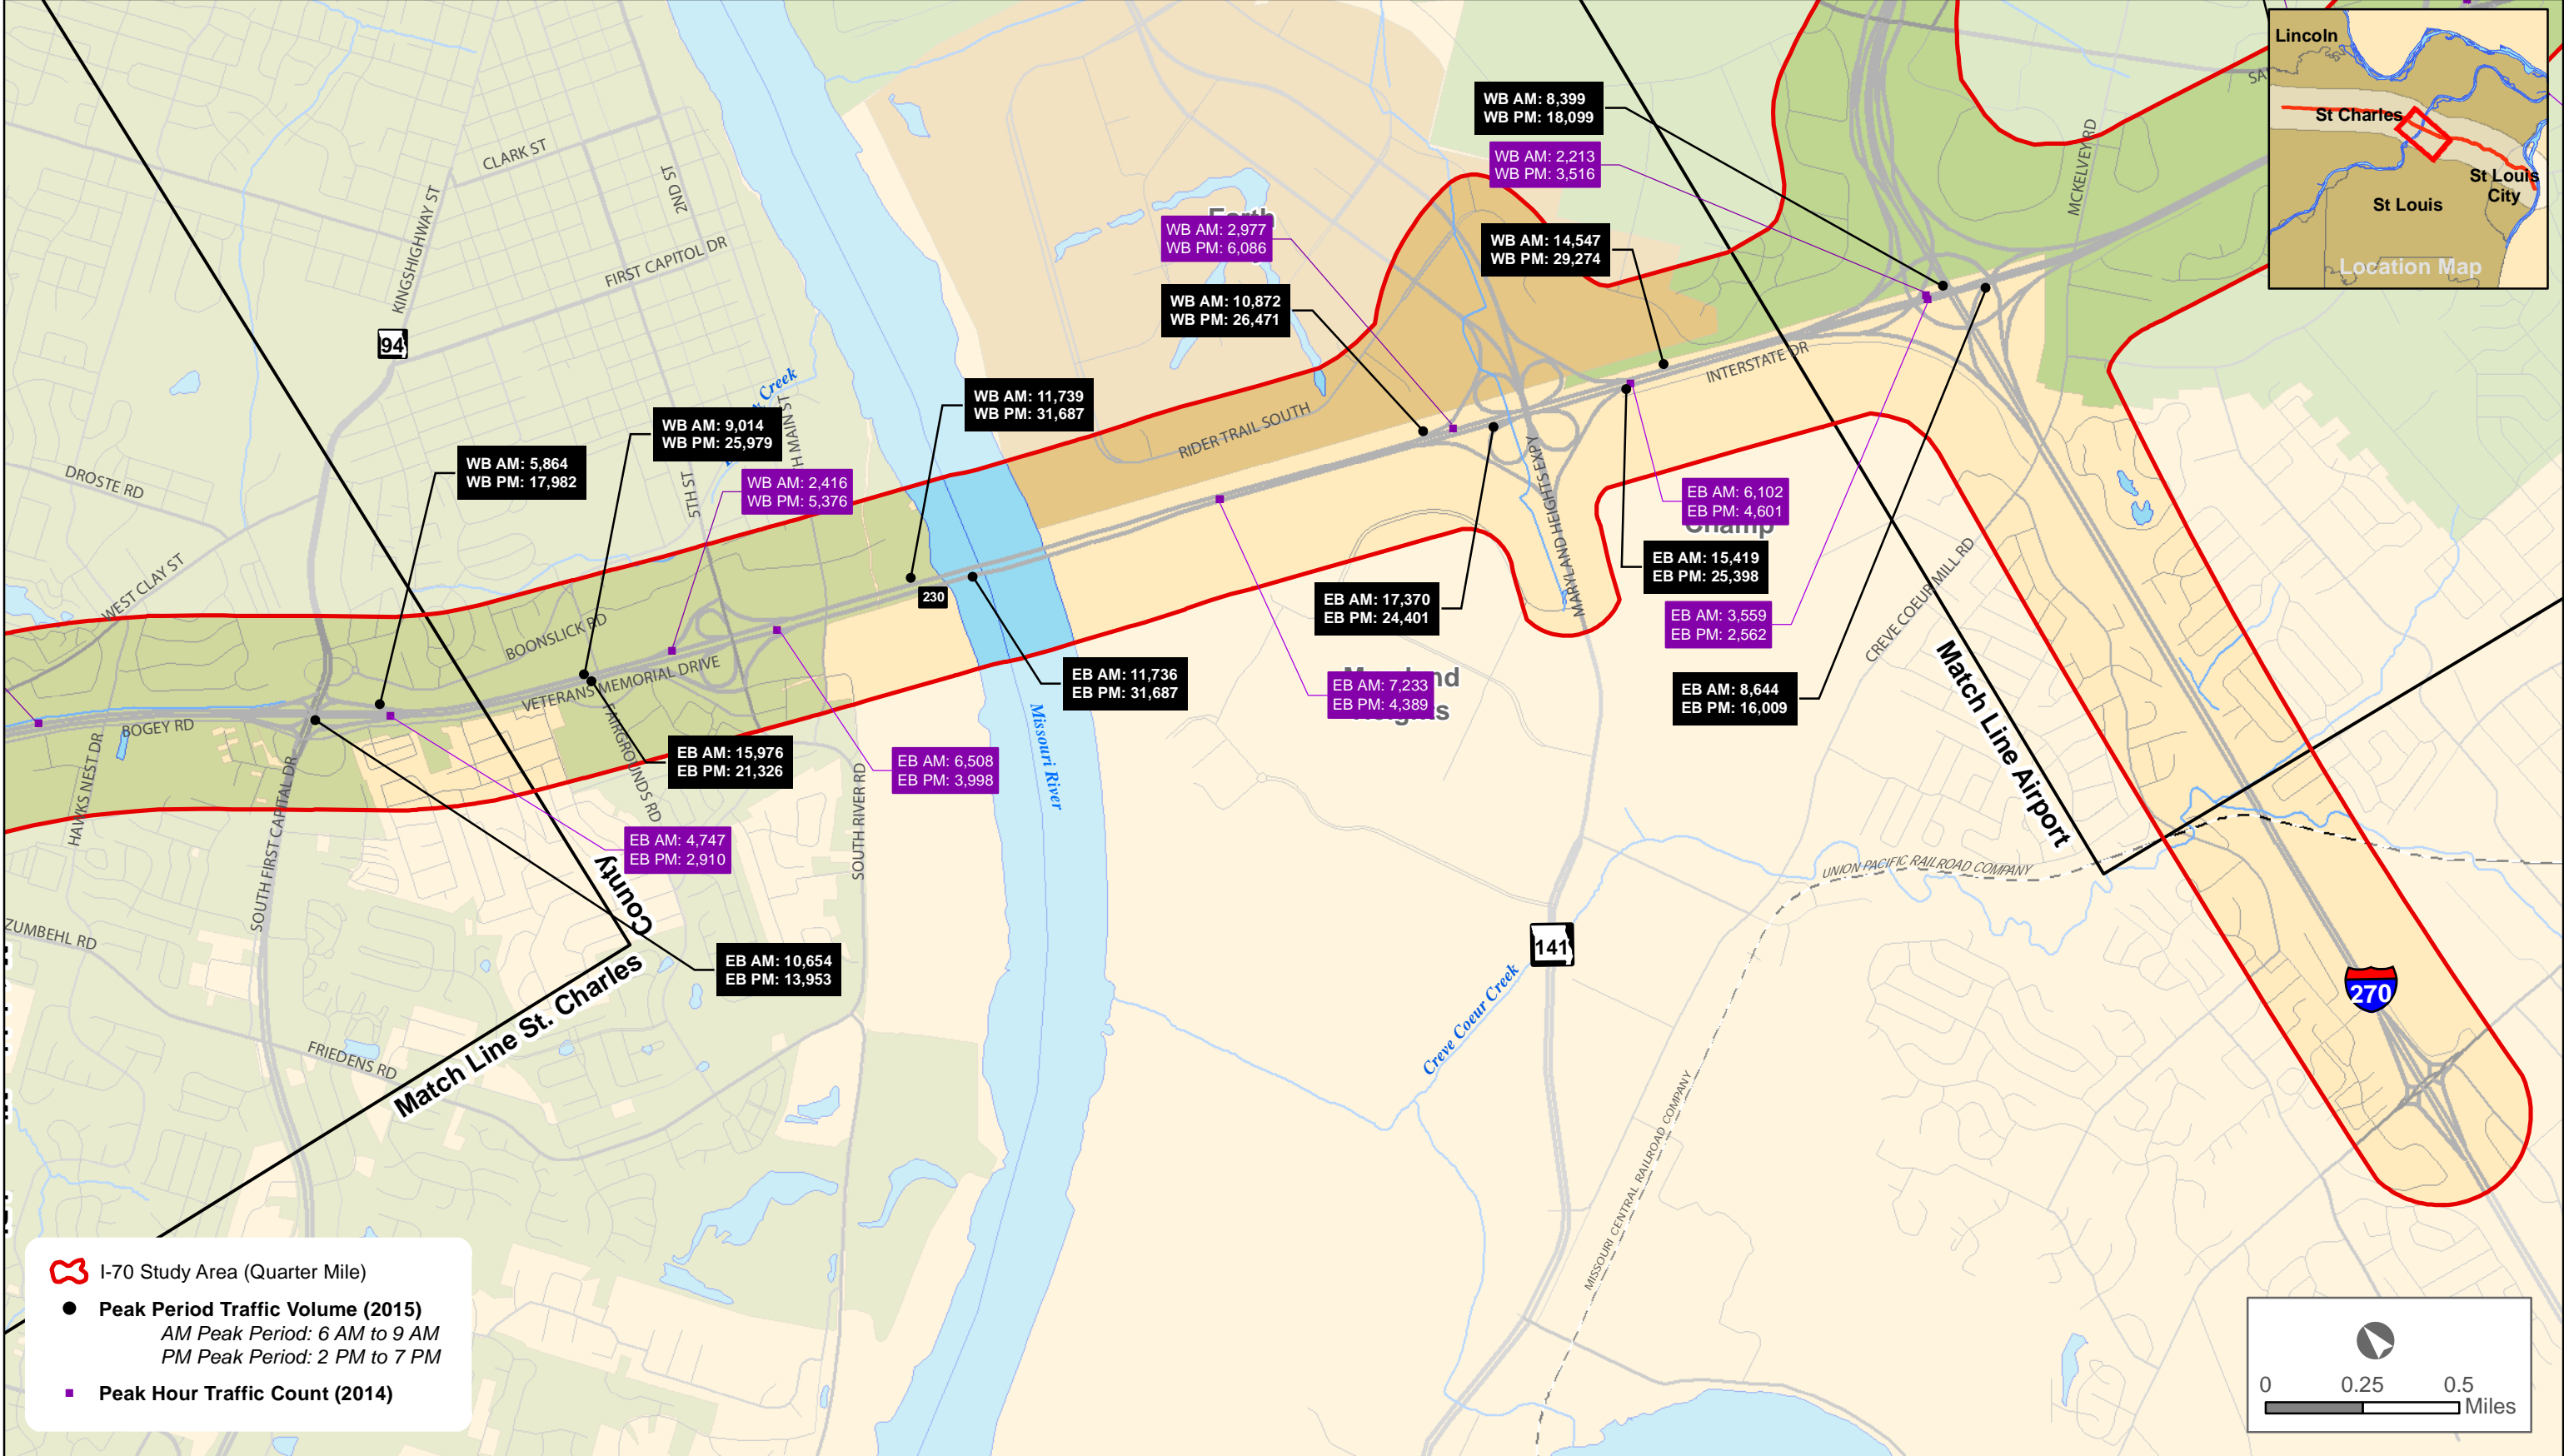 Lincoln
St Charles
St Louis
City
St Louis
Location Map
SA
MCKELVEY RD
WB AM: 8,399
WB PM: 18,099
WB AM: 2,213
WB PM: 3,516
WB AM: 2,977
WB PM: 6,086
WB AM: 14,547
WB PM: 29,274
WB AM: 10,872
WB PM: 26,471
CLARK ST
2ND ST
KINGSHIGHWAY ST
FIRST CAPITOL DR
94
Creek
H MAIN ST
5TH ST
WB AM: 11,739
WB PM: 31,687
WB AM: 9,014
WB PM: 25,979
WB AM: 5,864
WB PM: 17,982
WB AM: 2,416
WB PM: 5,376
DROSTE RD
WEST CLAY ST
RIDER TRAIL SOUTH
INTERSTATE DR
MARYLAND HEIGHTS EXPY
EB AM: 6,102
EB PM: 4,601
Champ
EB AM: 15,419
EB PM: 25,398
EB AM: 17,370
EB PM: 24,401
EB AM: 3,559
EB PM: 2,562
CREVE COEUR MILL RD
230
BOONSLICK RD
VETERANS MEMORIAL DRIVE
EB AM: 11,736
EB PM: 31,687
EB AM: 7,233
EB PM: 4,389
EB AM: 8,644
EB PM: 16,009
Match Line Airport
BOGEY RD
HAWKS NEST DR
FAIRGROUNDS RD
EB AM: 15,976
EB PM: 21,326
EB AM: 6,508
EB PM: 3,998
Missouri River
SOUTH RIVER RD
SOUTH FIRST CAPITAL DR
EB AM: 4,747
EB PM: 2,910
County
UNION PACIFIC RAILROAD COMPANY
ZUMBEHL RD
EB AM: 10,654
EB PM: 13,953
Match Line St. Charles
FRIEDENS RD
141
Creve Coeur Creek
270
MISSOURI CENTRAL RAILROAD COMPANY
I-70 Study Area (Quarter Mile)
Peak Period Traffic Volume (2015)
AM Peak Period: 6 AM to 9 AM
PM Peak Period: 2 PM to 7 PM
Peak Hour Traffic Count (2014)
0 0.25 0.5
Miles